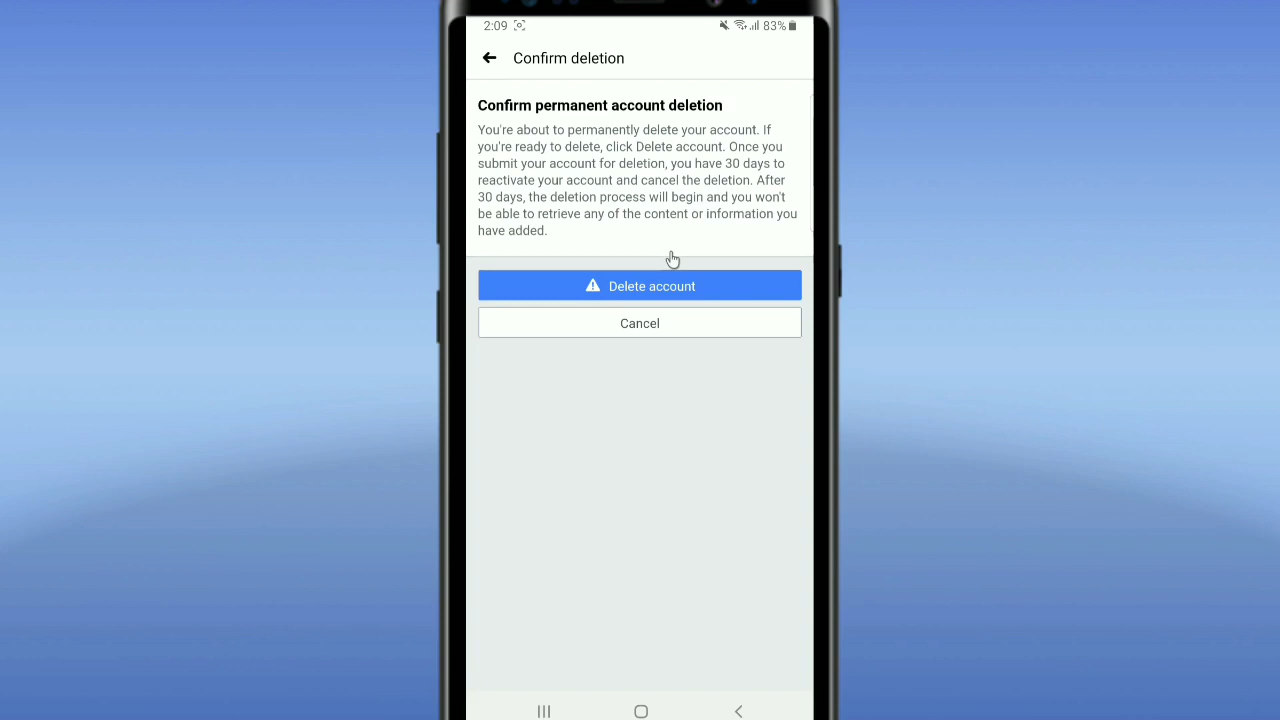 2:09 83%
Confirm deletion
Confirm permanent account deletion
You're about to permanently delete your account. If
you're ready to delete, click Delete account. Once you
submit your account for deletion, you have 30 days to
reactivate your account and cancel the deletion. After
30 days, the deletion process will begin and you won't
be able to retrieve any of the content or information you
have added.
Delete account
Cancel